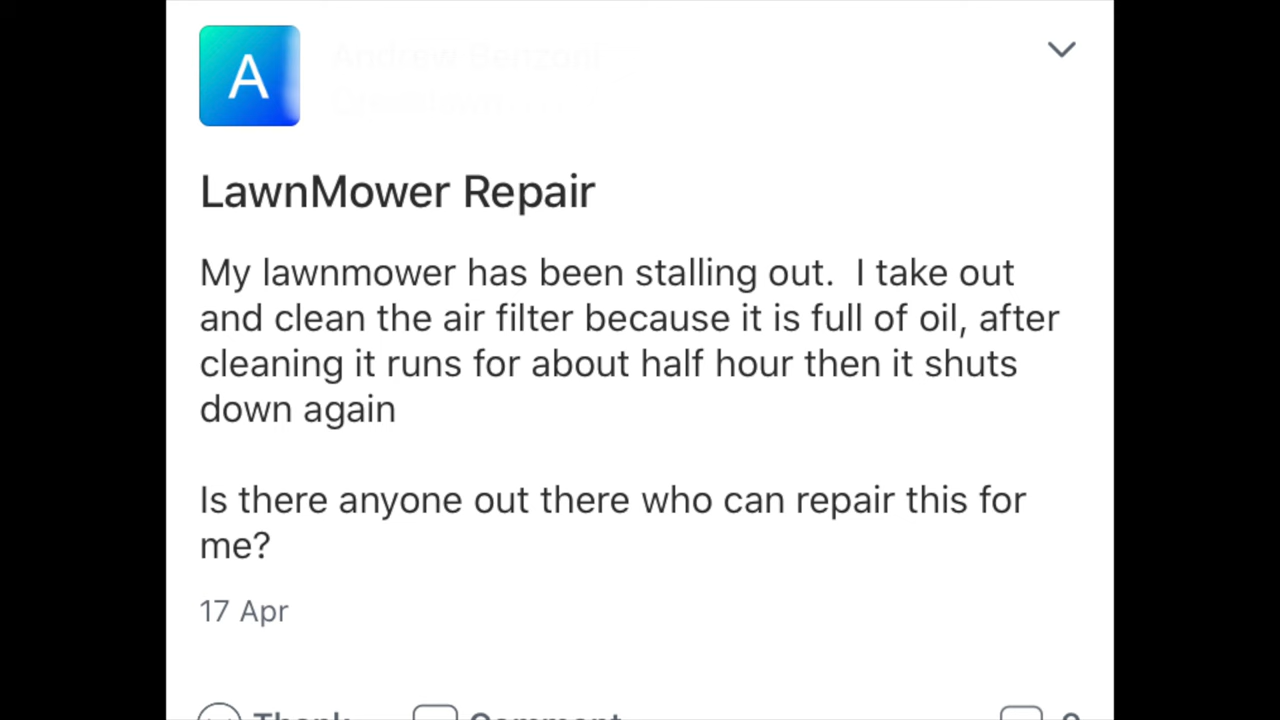 A
LawnMower Repair
My lawnmower has been stalling out.  I take out
and clean the air filter because it is full of oil, after
cleaning it runs for about half hour then it shuts
down again
Is there anyone out there who can repair this for
me?
17 Apr
Thank
Comment